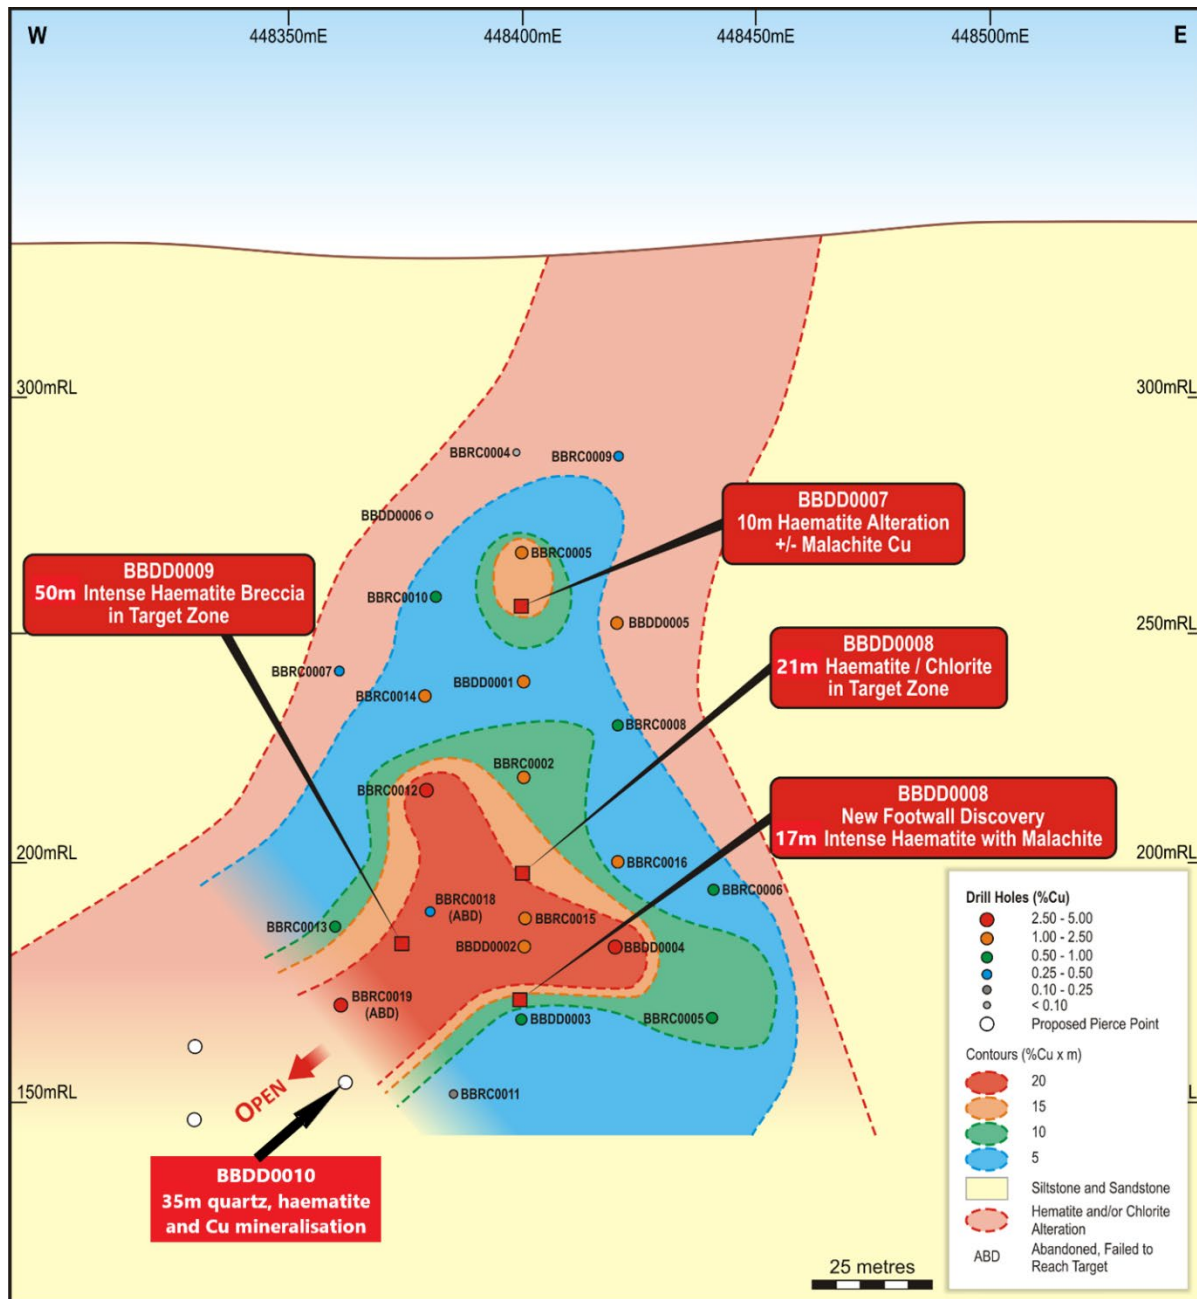 W
448350mE
448400mE
448450mE
448500mE
E
300mRL
300mRL
BBRC0004
BBRC0009
BBDD0006
BBDD0007
10m Haematite Alteration
+/- Malachite Cu
BBRC0005
BBDD0009
50m Intense Haematite Breccia
in Target Zone
BBRC0010
BBDD0005
250mRL
BBDD0008
21m Haematite / Chlorite
in Target Zone
BBRC0007
BBDD0001
BBRC0014
BBRC0008
BBRC0002
BBRC0012
BBDD0008
New Footwall Discovery
17m Intense Haematite with Malachite
200mRL
200mRL
BBRC0016
BBRC0006
BBRC0018
(ABD)
BBRC0015
BBRC0013
BBDD0002
BBDD0004
BBRC0019
(ABD)
BBDD0003
BBRC0005
OPEN
BBRC0011
150mRL
150mRL
BBDD0010
35m quartz, haematite
and Cu mineralisation
25 metres
Drill Holes (%Cu)
2.50 - 5.00
1.00 - 2.50
0.50 - 1.00
0.25 - 0.50
0.10 - 0.25
< 0.10
Proposed Pierce Point
Contours (%Cu x m)
20
15
10
5
Siltstone and Sandstone
Hematite and/or Chlorite
Alteration
ABD
Abandoned, Failed to
Reach Target